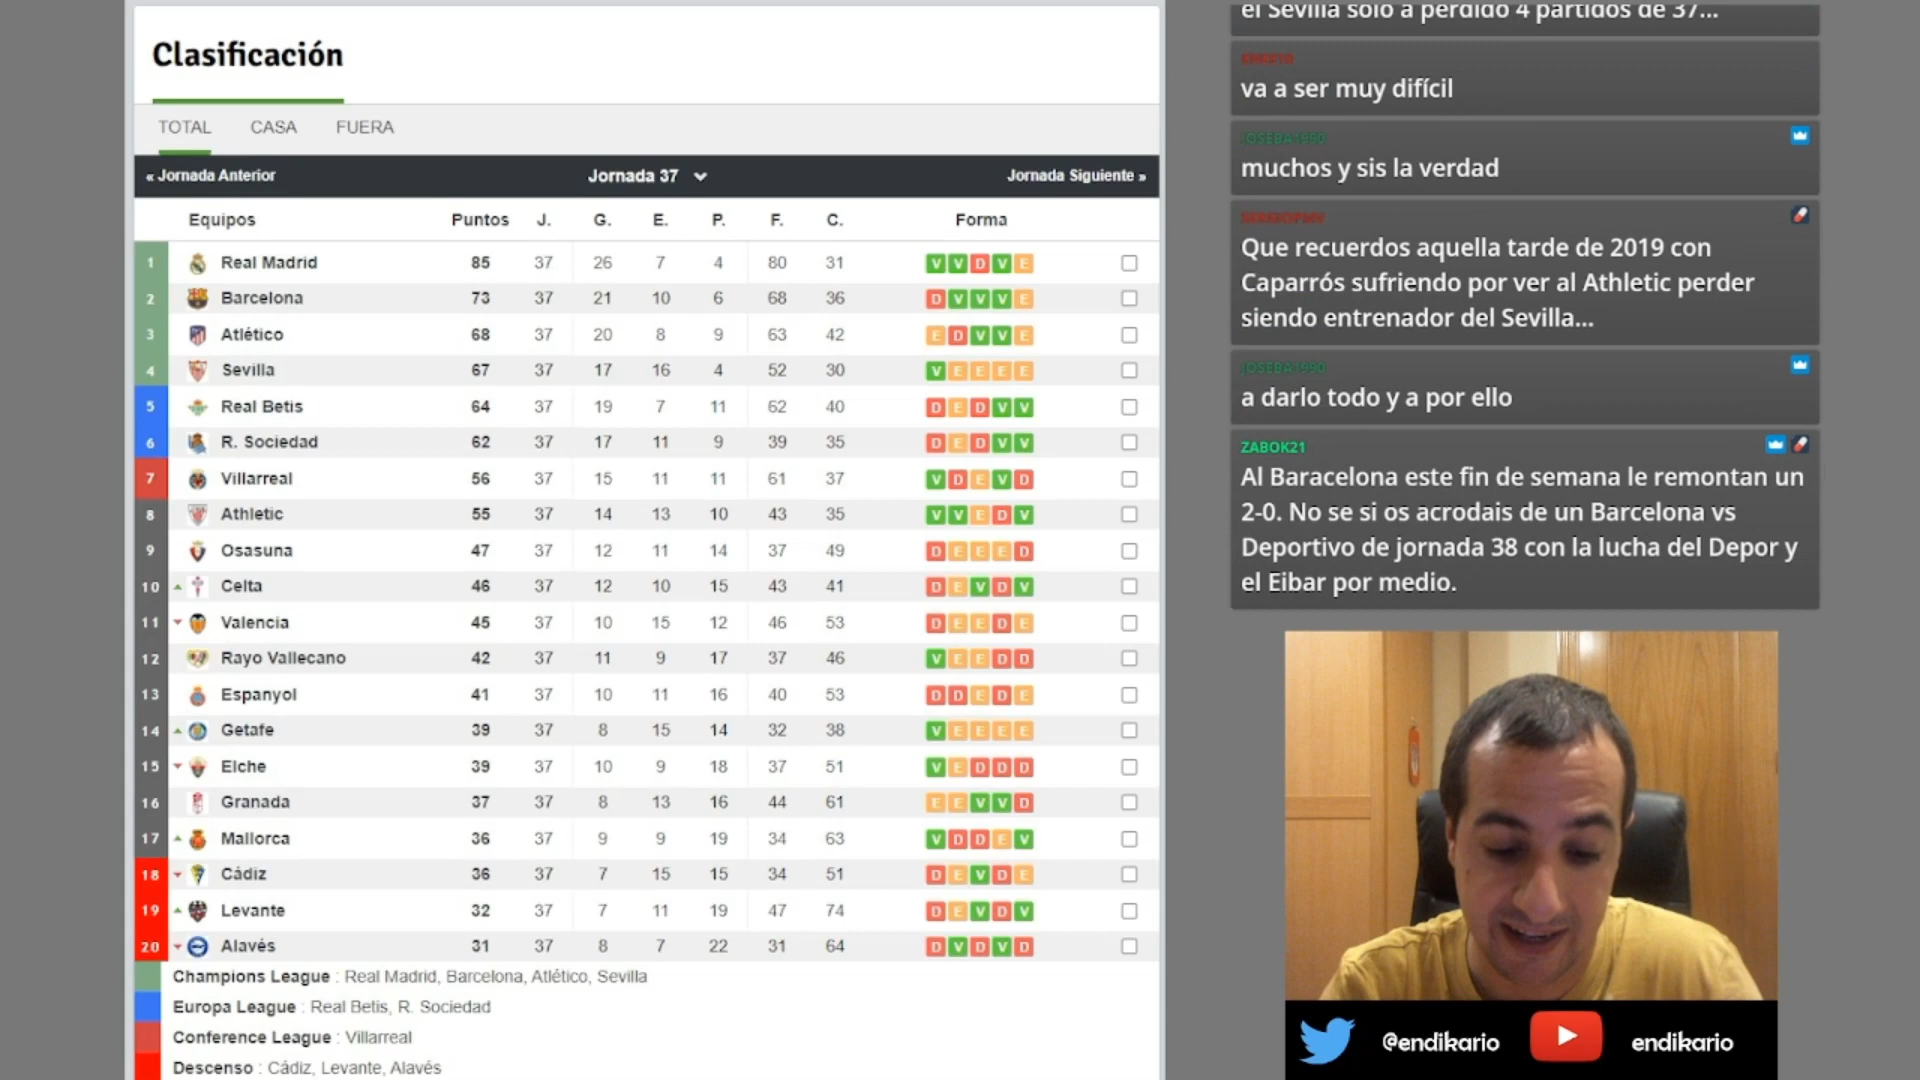 Clasificación
TOTAL CASA FUERA
« Jornada Anterior Jornada 37 Jornada Siguiente »
Equipos Puntos J. G. E. P. F. C. Forma
1 Real Madrid 85 37 26 7 4 80 31 V V D V E
2 Barcelona 73 37 21 10 6 68 36 D V V V E
3 Atlético 68 37 20 8 9 63 42 E D V V E
4 Sevilla 67 37 17 16 4 52 30 V E E E E
5 Real Betis 64 37 19 7 11 62 40 D E D V V
6 R. Sociedad 62 37 17 11 9 39 35 D E D V V
7 Villarreal 56 37 15 11 11 61 37 V D E V D
8 Athletic 55 37 14 13 10 43 35 V V E D V
9 Osasuna 47 37 12 11 14 37 49 D E E E D
10 Celta 46 37 12 10 15 43 41 D E V D V
11 Valencia 45 37 10 15 12 46 53 D E E D E
12 Rayo Vallecano 42 37 11 9 17 37 46 V E E D D
13 Espanyol 41 37 10 11 16 40 53 D D E D E
14 Getafe 39 37 8 15 14 32 38 V E E E E
15 Elche 39 37 10 9 18 37 51 V E D D D
16 Granada 37 37 8 13 16 44 61 E E V V D
17 Mallorca 36 37 9 9 19 34 63 V D D E V
18 Cádiz 36 37 7 15 15 34 51 D E V D E
19 Levante 32 37 7 11 19 47 74 D E V D V
20 Alavés 31 37 8 7 22 31 64 D V D V D
Champions League : Real Madrid, Barcelona, Atlético, Sevilla
Europa League : Real Betis, R. Sociedad
Conference League : Villarreal
Descenso : Cádiz, Levante, Alavés
el Sevilla solo a perdido 4 partidos de 37...
va a ser muy difícil
JOSEBA1990
muchos y sis la verdad
Que recuerdos aquella tarde de 2019 con
Caparrós sufriendo por ver al Athletic perder
siendo entrenador del Sevilla...
JOSEBA1990
a darlo todo y a por ello
ZABOK21
Al Baracelona este fin de semana le remontan un
2-0. No se si os acrodais de un Barcelona vs
Deportivo de jornada 38 con la lucha del Depor y
el Eibar por medio.
@endikario endikario